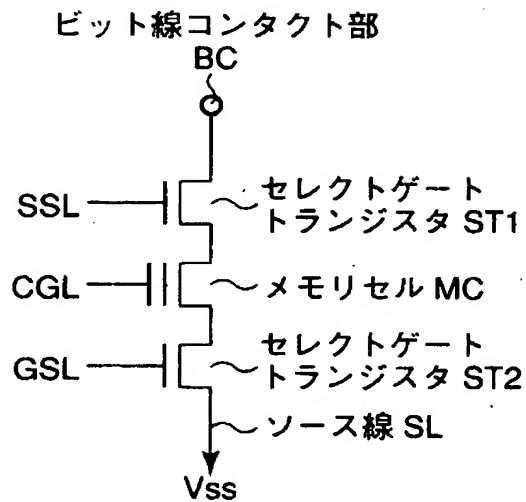 ビット線コンタクト部
BC
SSL
セレクトゲート
トランジスタ ST1
CGL
メモリセル MC
GSL
セレクトゲート
トランジスタ ST2
ソース線 SL
Vss